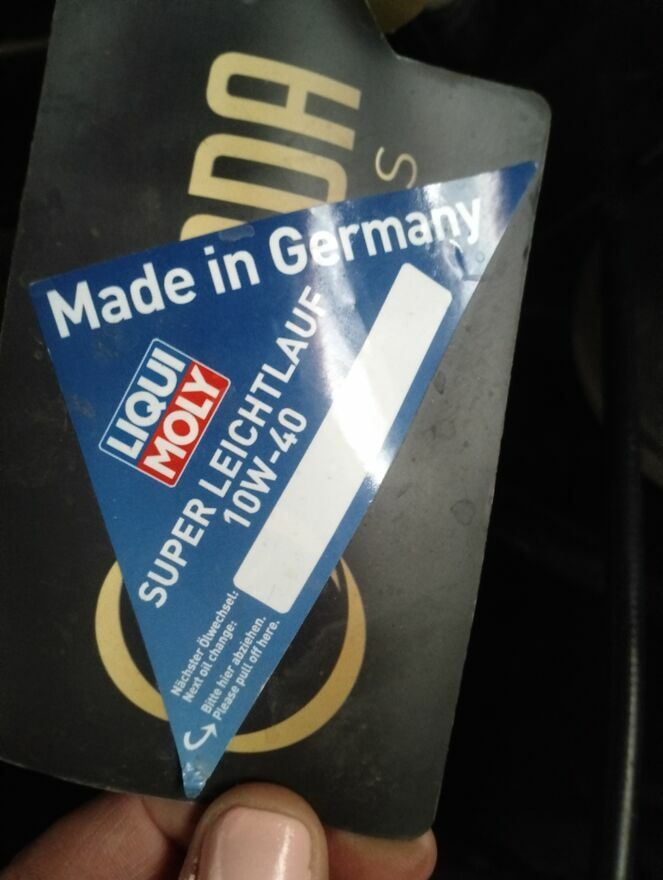 Made in Germany
LIQUI
MOLY
SUPER LEICHTLAUF
10W-40
Nächster Ölwechsel:
Next oil change:
Bitte hier abziehen.
Please pull off here.